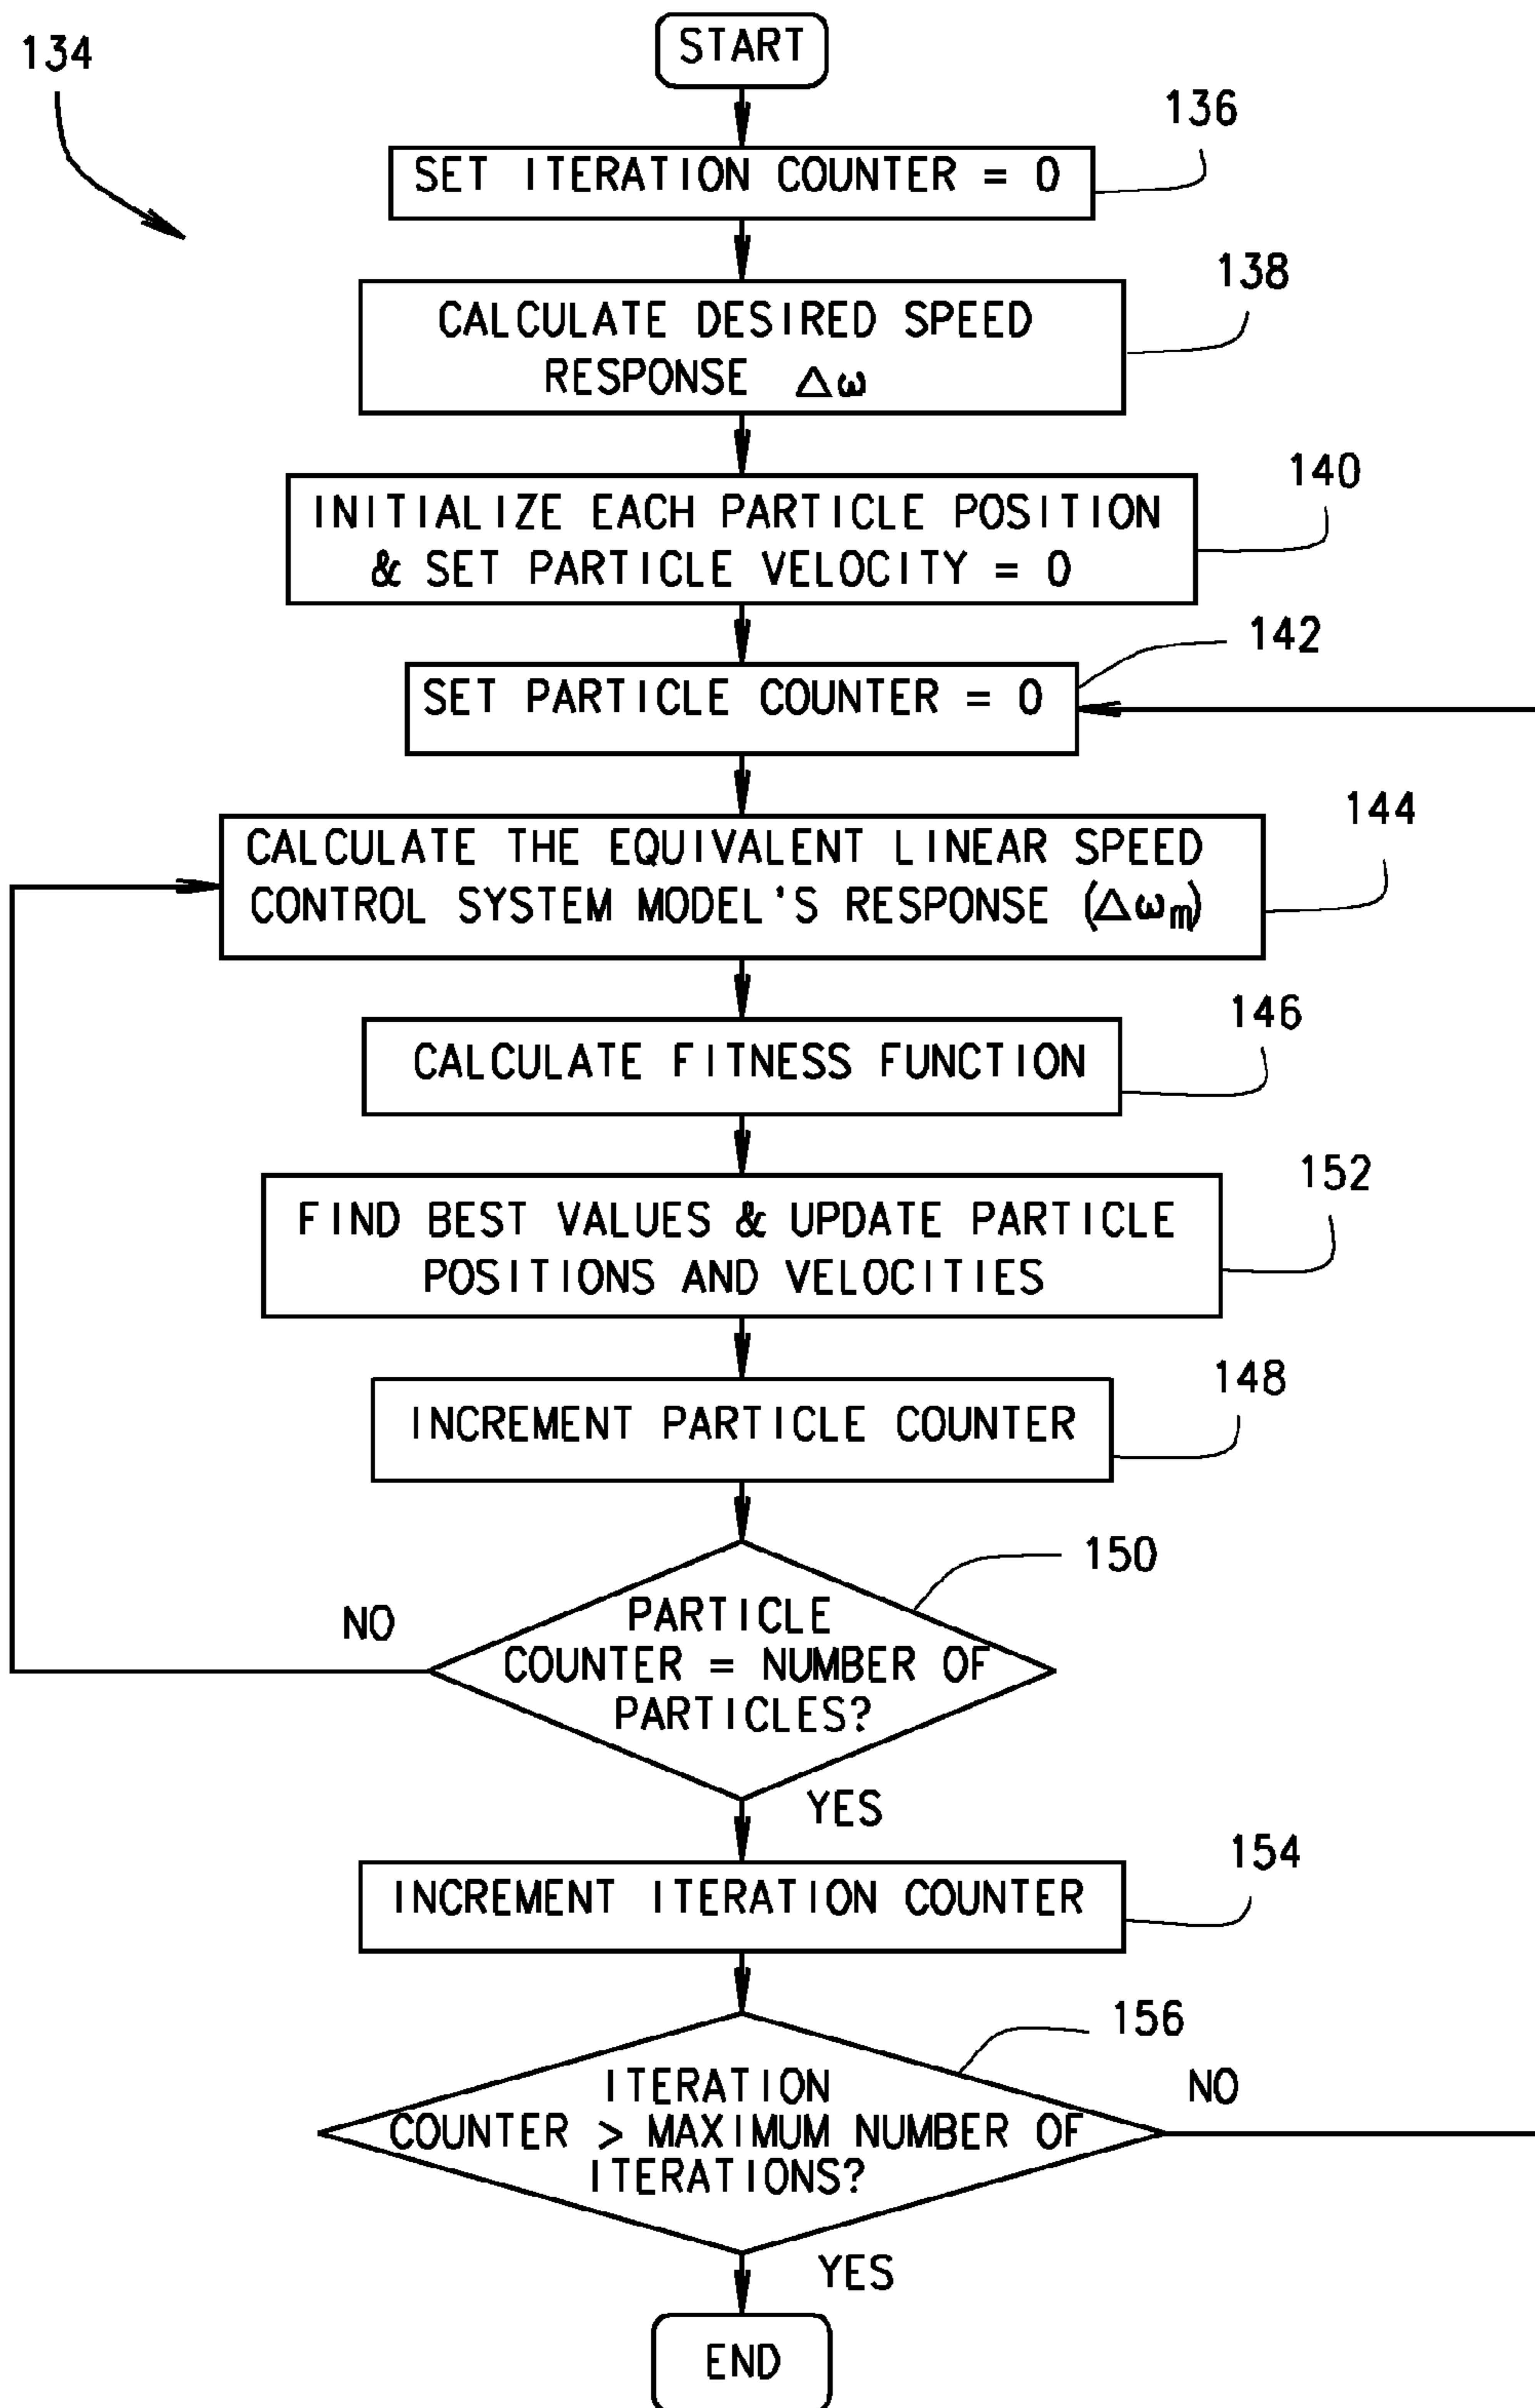 134
START
136
SET ITERATION COUNTER = 0
138
CALCULATE DESIRED SPEED
RESPONSE Δω
140
INITIALIZE EACH PARTICLE POSITION
& SET PARTICLE VELOCITY = 0
142
SET PARTICLE COUNTER = 0
144
CALCULATE THE EQUIVALENT LINEAR SPEED
CONTROL SYSTEM MODEL'S RESPONSE (Δωm)
146
CALCULATE FITNESS FUNCTION
152
FIND BEST VALUES & UPDATE PARTICLE
POSITIONS AND VELOCITIES
148
INCREMENT PARTICLE COUNTER
150
NO
PARTICLE
COUNTER = NUMBER OF
PARTICLES?
YES
154
INCREMENT ITERATION COUNTER
156
ITERATION
NO
COUNTER > MAXIMUM NUMBER OF
ITERATIONS?
YES
END